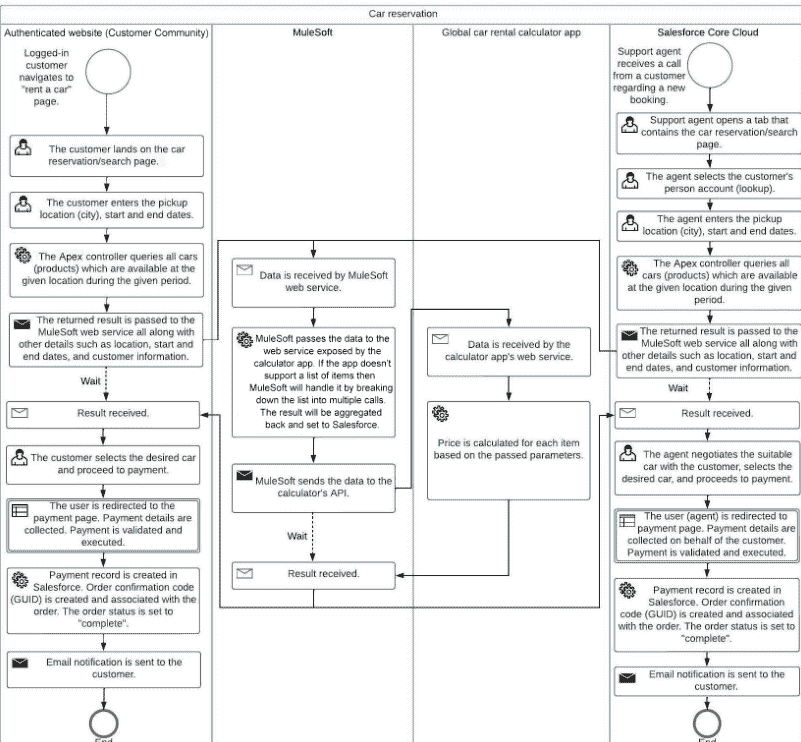 Car reservation
Authenticated website (Customer Community)
Logged-in
customer
navigates to
"rent a car"
page.
The customer lands on the car
reservation/search page.
The customer enters the pickup
location (city), start and end dates.
The Apex controller queries all cars
(products) which are available at the
given location during the given period.
The returned result is passed to the
MuleSoft web service all along with
other details such as location, start and
end dates, and customer information.
Wait
Result received.
The customer selects the desired car
and proceed to payment.
The user is redirected to the
payment page. Payment details are
collected. Payment is validated and
executed.
Payment record is created in
Salesforce. Order confirmation code
(GUID) is created and associated with the
order. The order status is set to
"complete".
Email notification is sent to the
customer.
End
MuleSoft
Data is received by MuleSoft
web service.
MuleSoft passes the data to the
web service exposed by the
calculator app. If the app doesn't
support a list of items then
MuleSoft will handle it by breaking
down the list into multiple calls.
The result will be aggregated
back and set to Salesforce.
MuleSoft sends the data to the
calculator's API.
Wait
Result received.
Global car rental calculator app
Data is received by the
calculator app's web service.
Price is calculated for each item
based on the passed parameters.
Salesforce Core Cloud
Support agent
receives a call
from a customer
regarding a new
booking.
Support agent opens a tab that
contains the car reservation/search
page.
The agent selects the customer's
person account (lookup).
The agent enters the pickup
location (city), start and end dates.
The Apex controller queries all
cars (products) which are available
at the given location during the given
period.
The returned result is passed to the
MuleSoft web service all along with
other details such as location, start and
end dates, and customer information.
Wait
Result received.
The agent negotiates the suitable
car with the customer, selects the
desired car, and proceeds to payment.
The user (agent) is redirected to
payment page. Payment details are
collected on behalf of the customer.
Payment is validated and executed.
Payment record is created in
Salesforce. Order confirmation
code (GUID) is created and associated
with the order. The order status is set to
"complete".
Email notification is sent to the
customer.
End